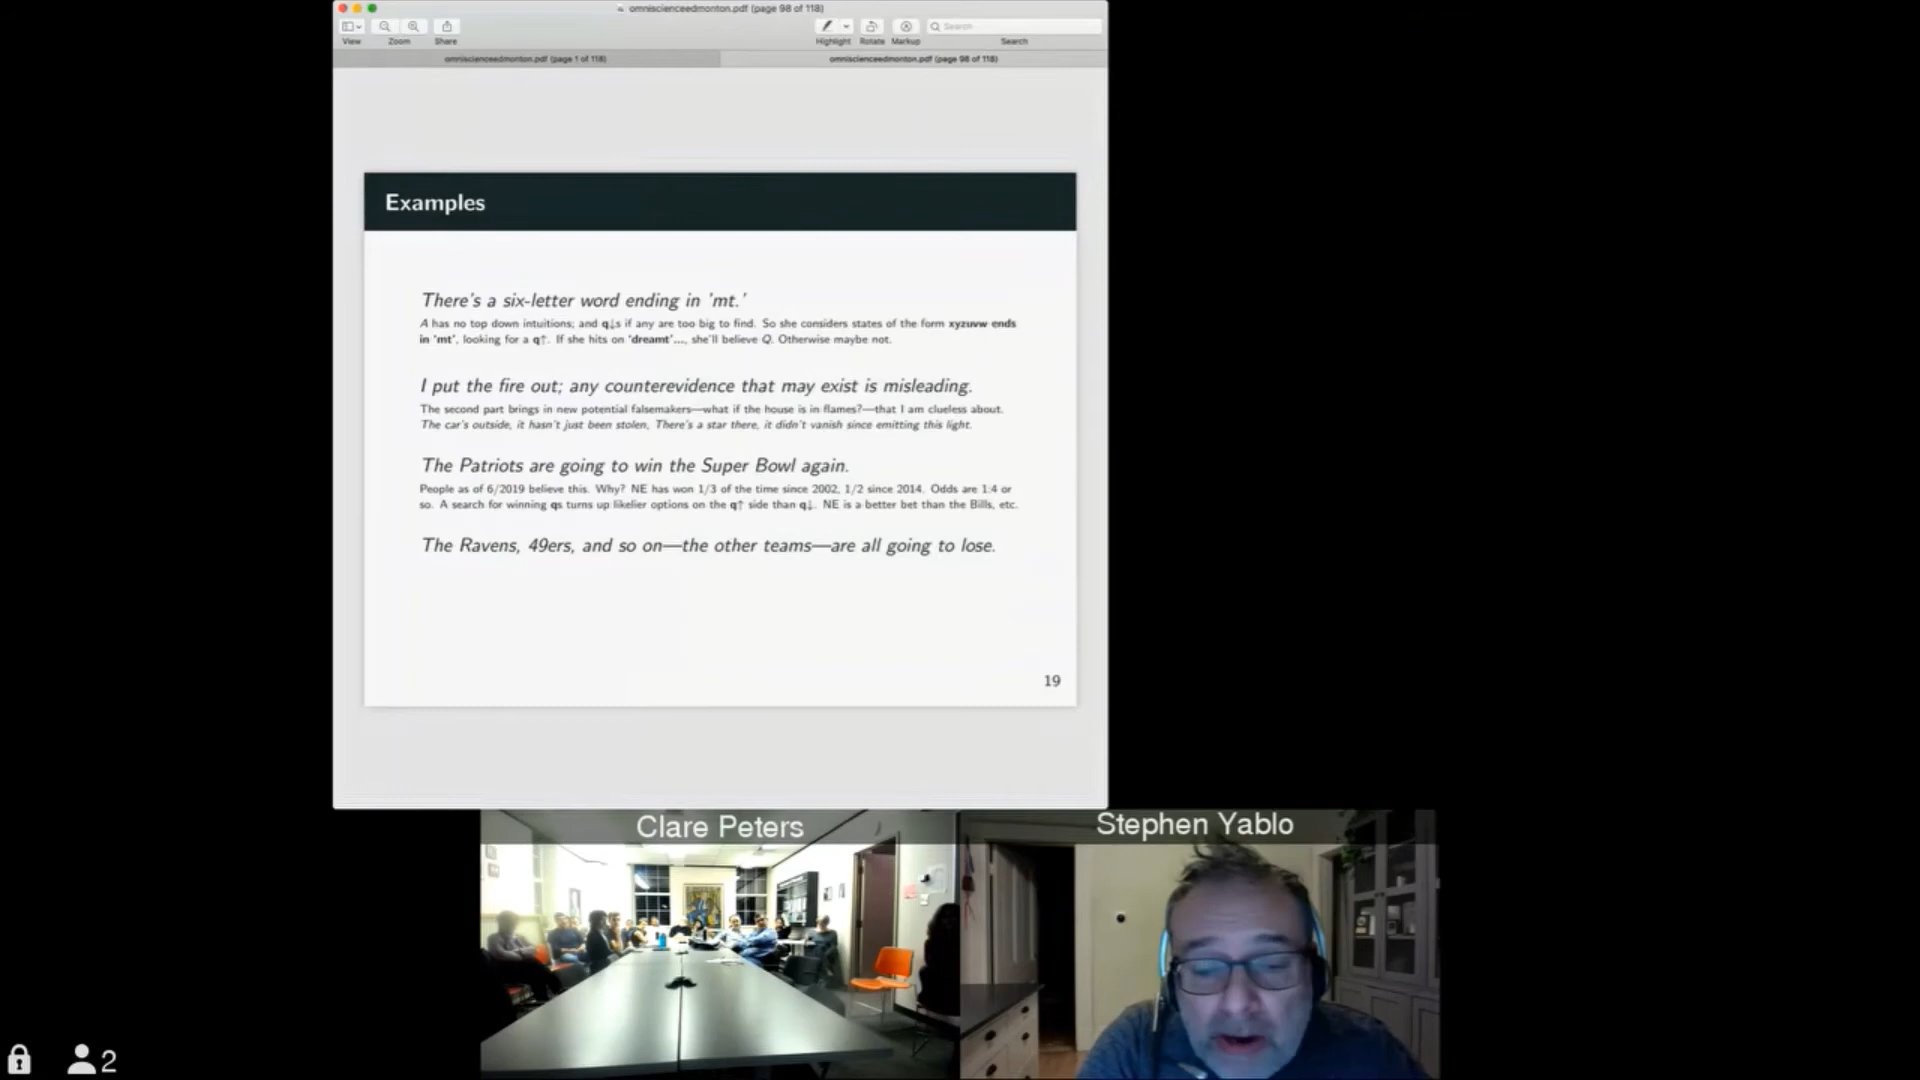 omniscienceedmonton.pdf (page 98 of 118)
View Zoom Share Highlight Rotate Markup Search
Search
omniscienceedmonton.pdf (page 1 of 118) omniscienceedmonton.pdf (page 98 of 118)
Examples
There's a six-letter word ending in 'mt.'
A has no top down intuitions; and q↓s if any are too big to find. So she considers states of the form xyzuvw ends
in 'mt', looking for a q↑. If she hits on 'dreamt'..., she'll believe Q. Otherwise maybe not.
I put the fire out; any counterevidence that may exist is misleading.
The second part brings in new potential falsemakers—what if the house is in flames?—that I am clueless about.
The car's outside, it hasn't just been stolen, There's a star there, it didn't vanish since emitting this light.
The Patriots are going to win the Super Bowl again.
People as of 6/2019 believe this. Why? NE has won 1/3 of the time since 2002, 1/2 since 2014. Odds are 1:4 or
so. A search for winning qs turns up likelier options on the q↑ side than q↓. NE is a better bet than the Bills, etc.
The Ravens, 49ers, and so on—the other teams—are all going to lose.
19
Clare Peters
Stephen Yablo
2